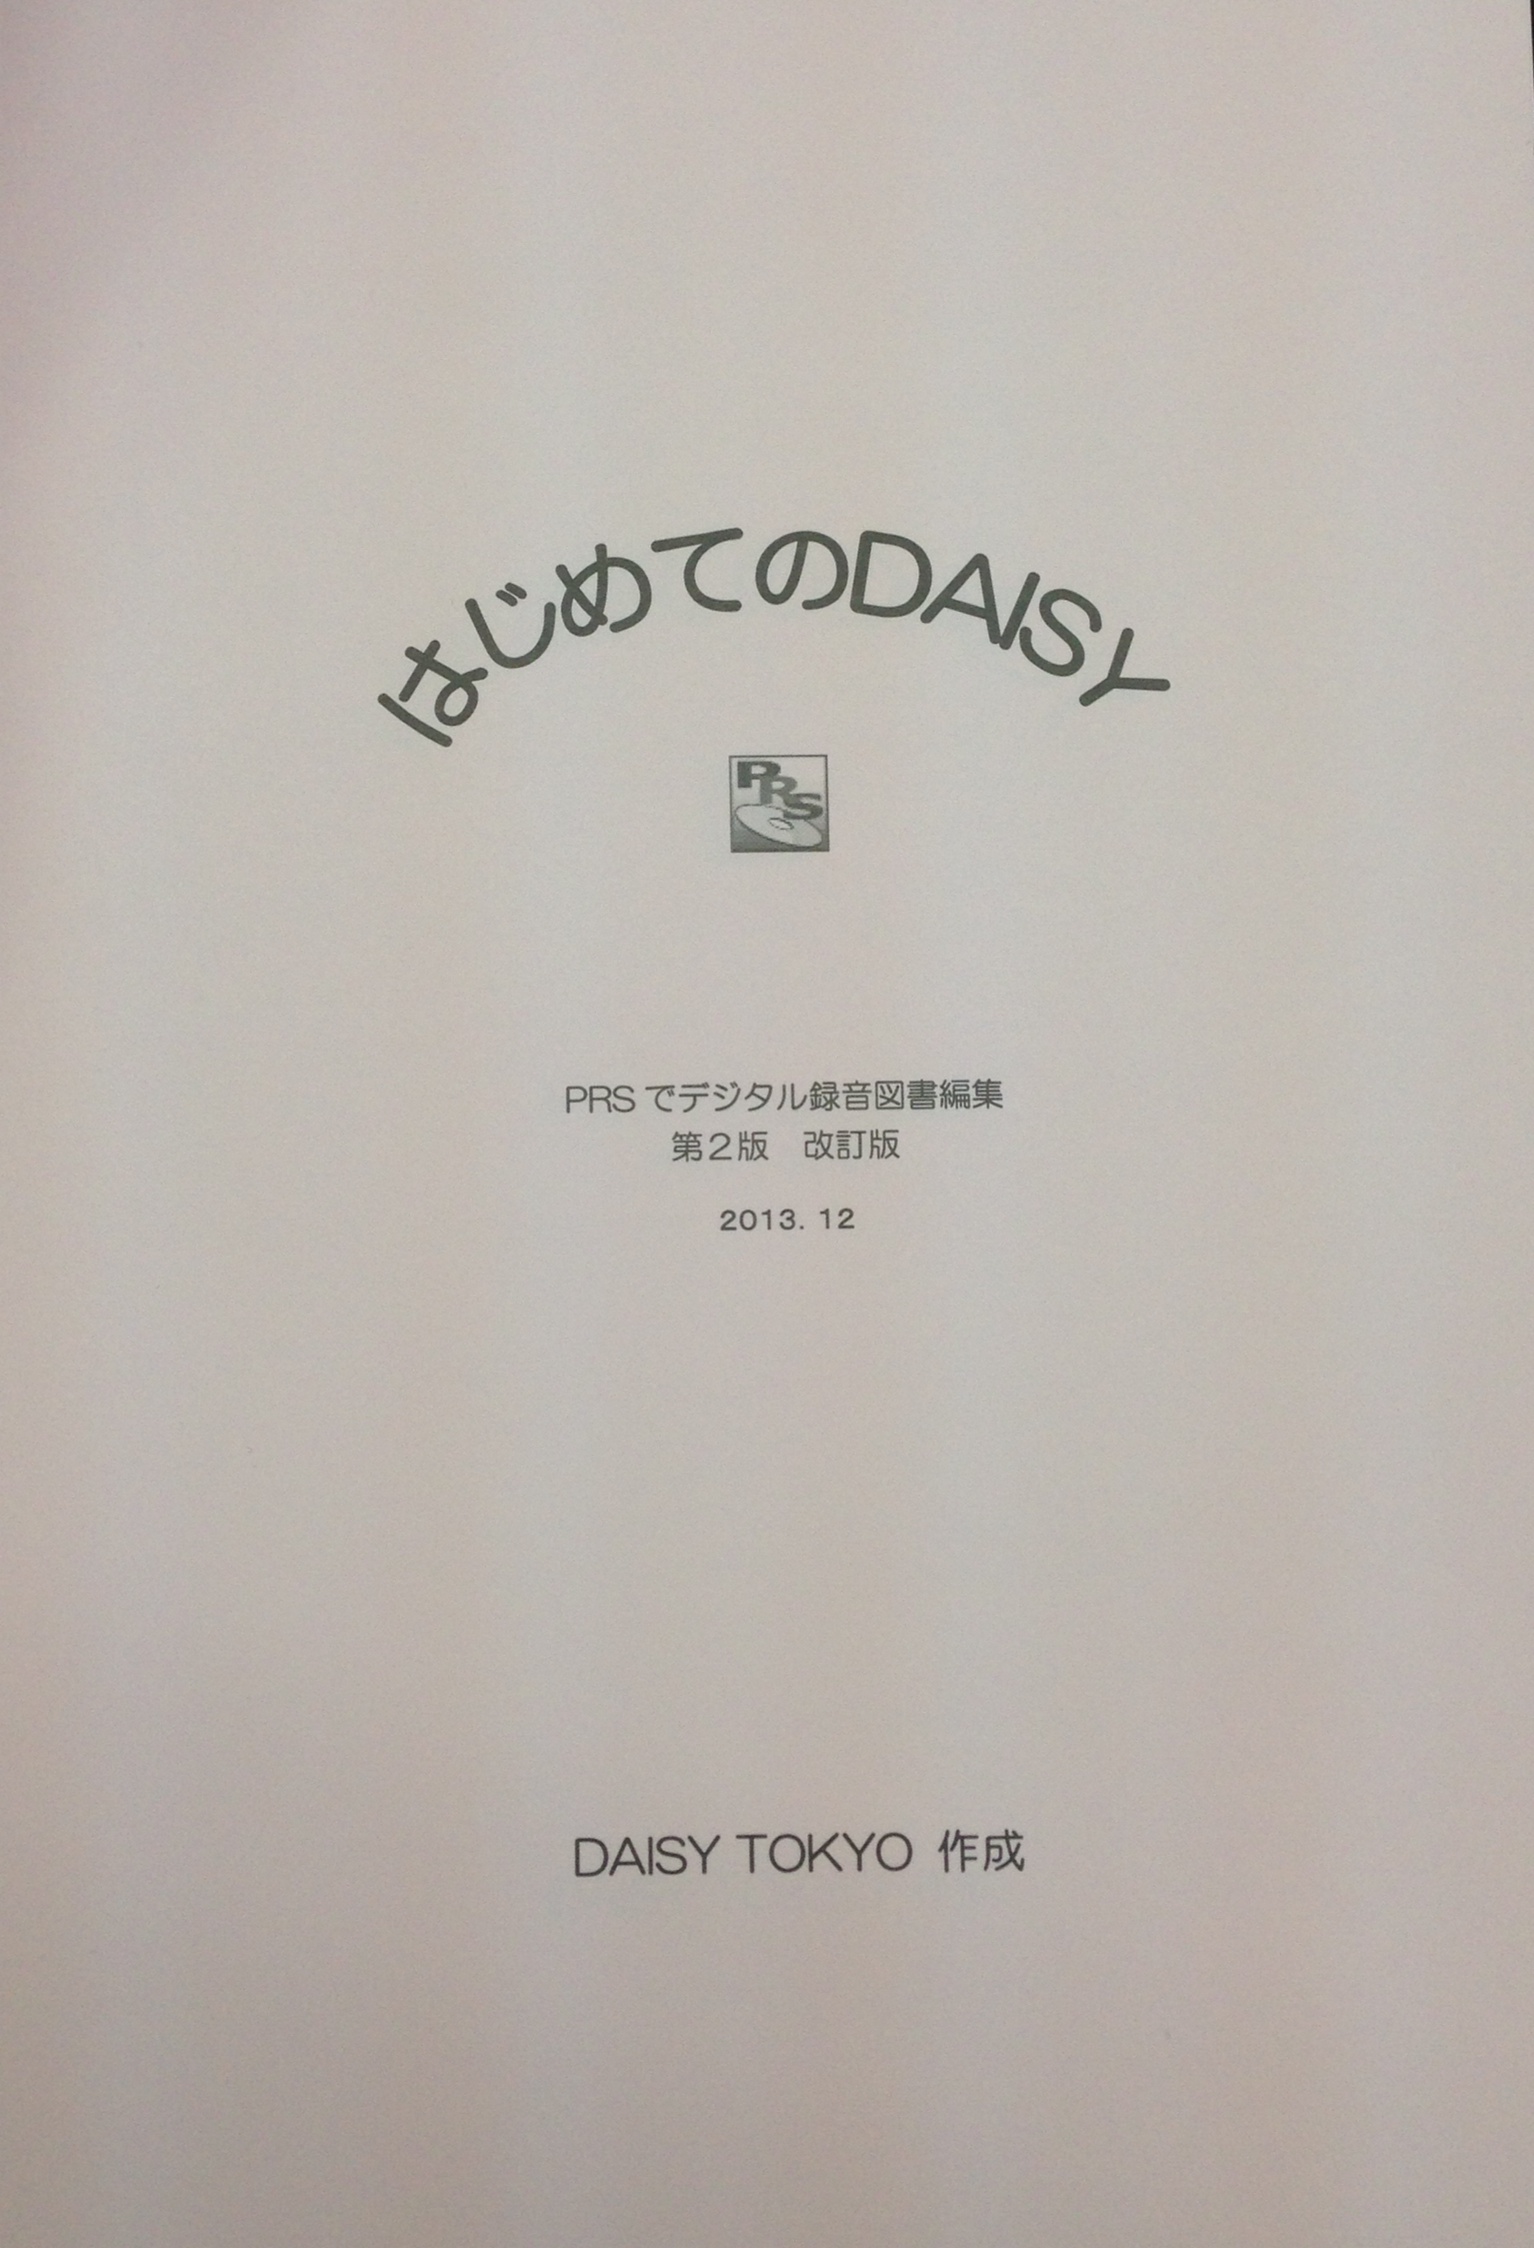 はじめてのDAISY
PRS
PRSでデジタル録音図書編集
第2版　改訂版
2013. 12
DAISY TOKYO 作成